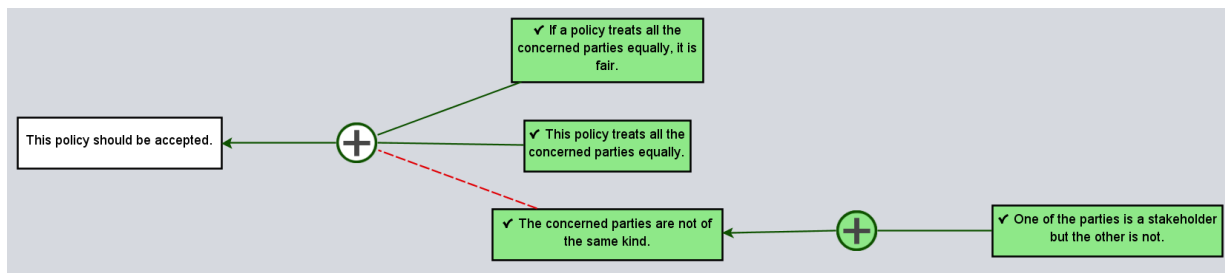 ✔ If a policy treats all the
concerned parties equally, it is
fair.
This policy should be accepted.
✔ This policy treats all the
concerned parties equally.
✔ The concerned parties are not of
the same kind.
✔ One of the parties is a stakeholder
but the other is not.